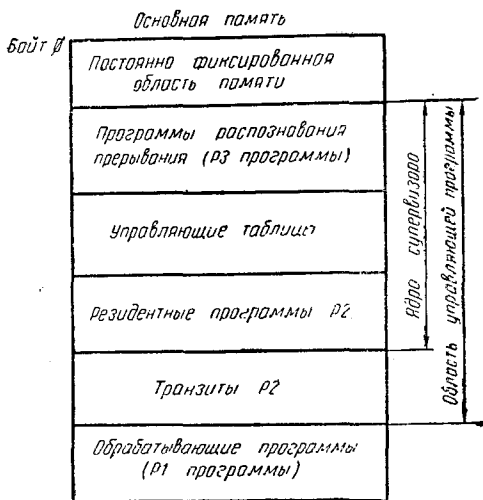 Основная память
байт 0
Постоянно фиксированная
область памяти
Программы распознавания
прерывания (Р3 программы)
Управляющие таблицы
Резидентные программы Р2
Транзиты Р2
Обрабатывающие программы
(Р1 программы)
Ядро супервизора
Область управляющей программы